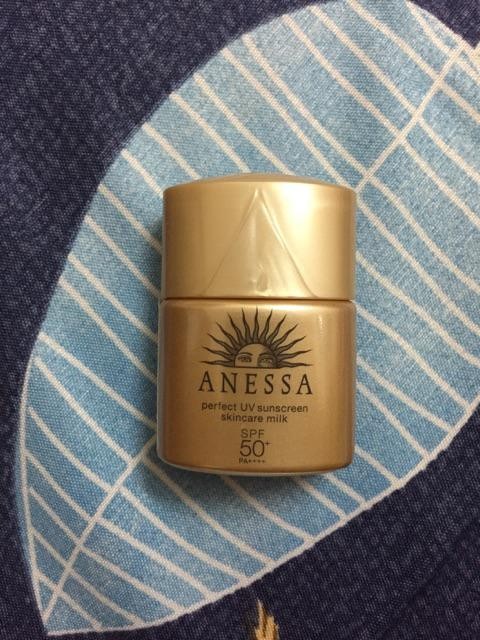 ANESSA
perfect UV sunscreen
skincare milk
SPF
50+
PA++++